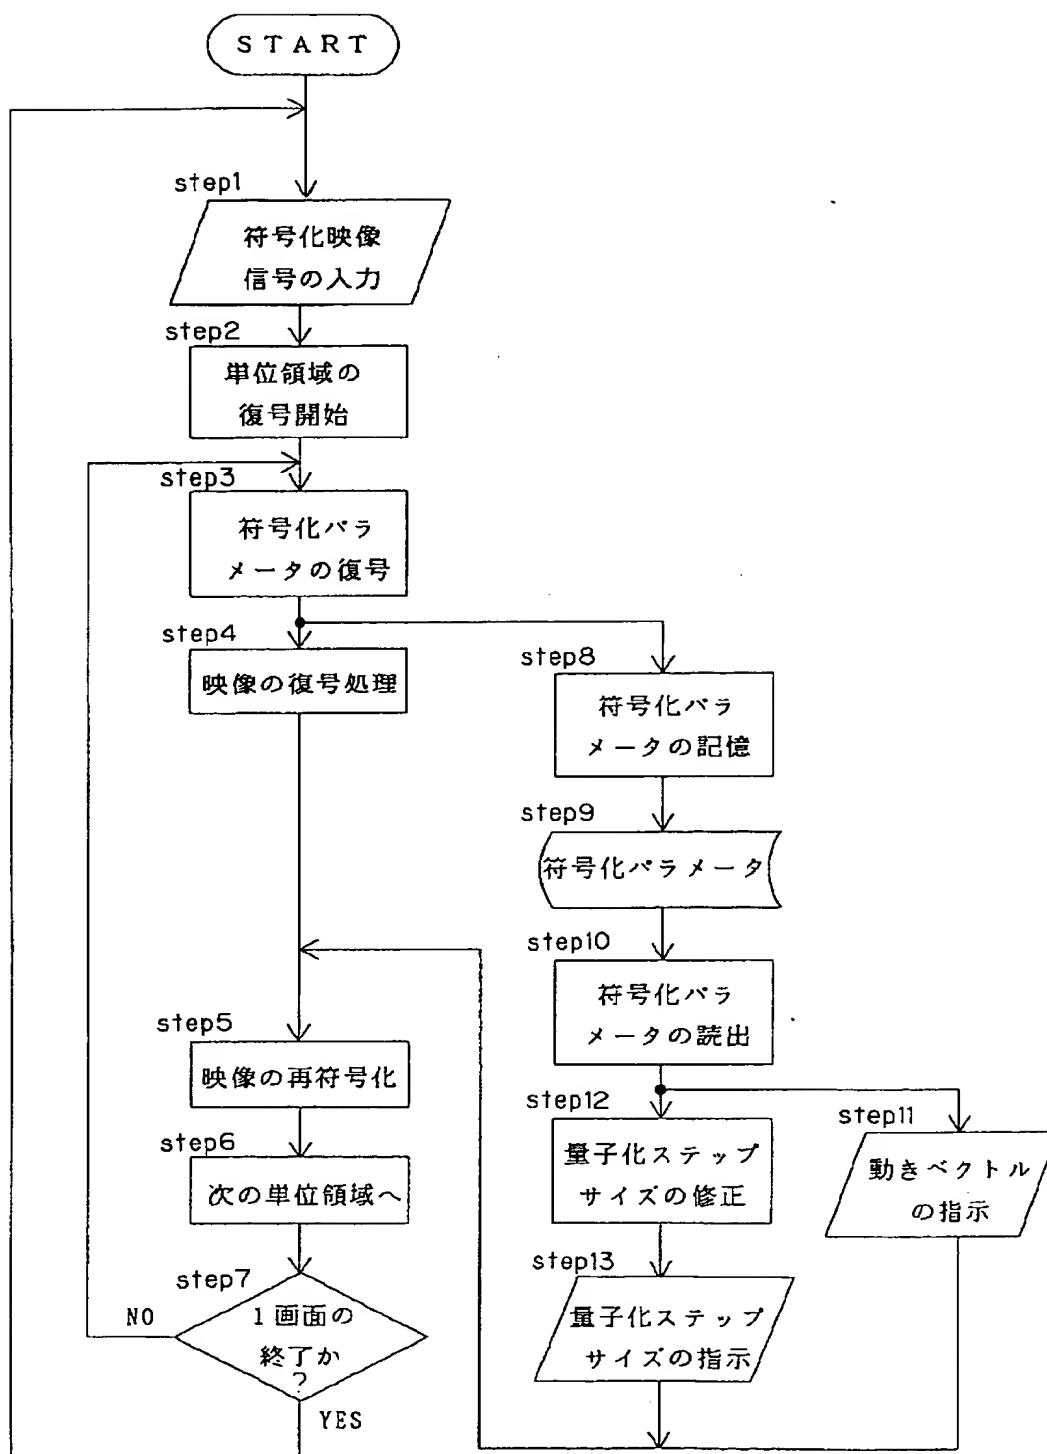 START
step1
符号化映像
信号の入力
step2
単位領域の
復号開始
step3
符号化パラ
メータの復号
step4
映像の復号処理
step8
符号化パラ
メータの記憶
step9
符号化パラメータ
step10
符号化パラ
メータの読出
step5
映像の再符号化
step12
量子化ステップ
サイズの修正
step11
動きベクトル
の指示
step6
次の単位領域へ
step13
量子化ステップ
サイズの指示
step7
1画面の
終了か
?
NO
YES